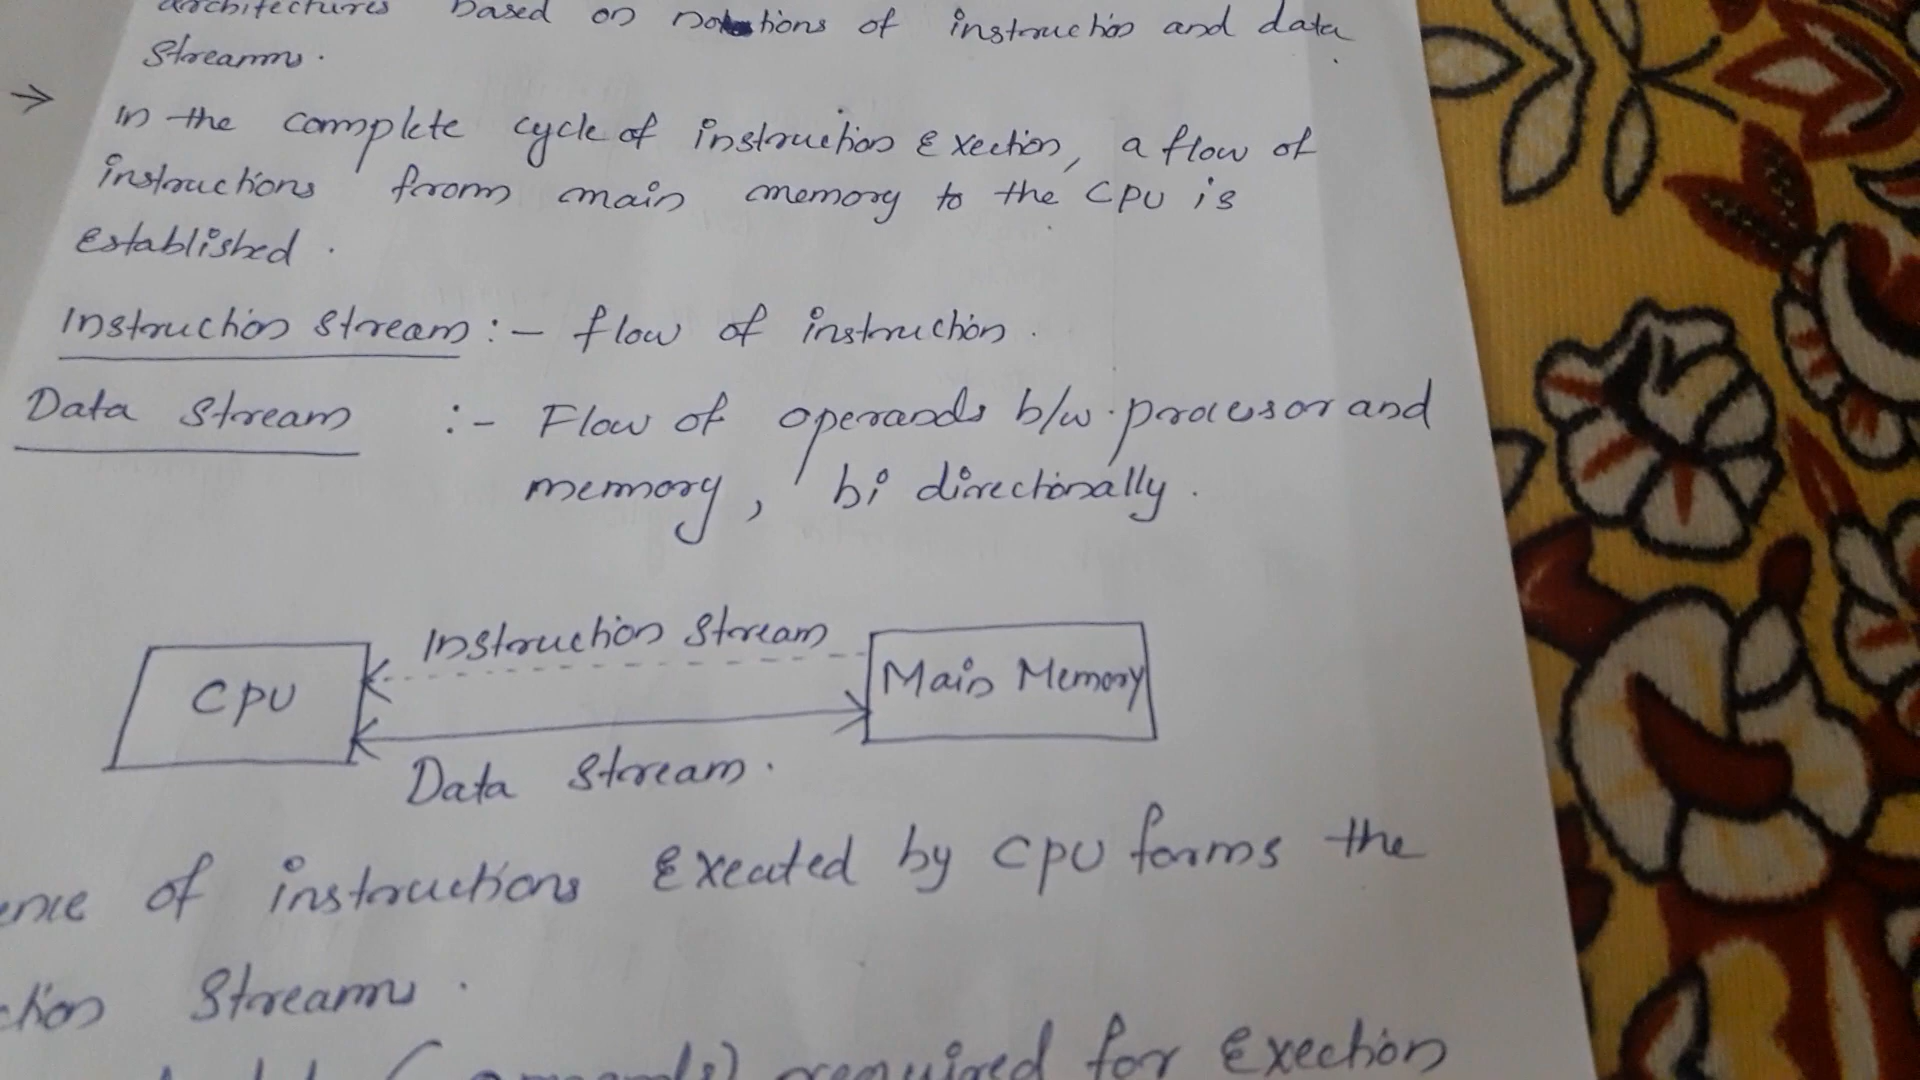 architectures based on notations of instruction and data
Streams.
→ In the complete cycle of instruction Exection, a flow of
instructions from main memory to the CPU is
Established.
Instruction Stream :- flow of instruction.
Data Stream :- Flow of operands b/w processor and
memory, bi directionally.
Instruction Stream
CPU
Main Memory
Data Stream.
of instructions Executed by CPU forms the
Streams.
required for Exection